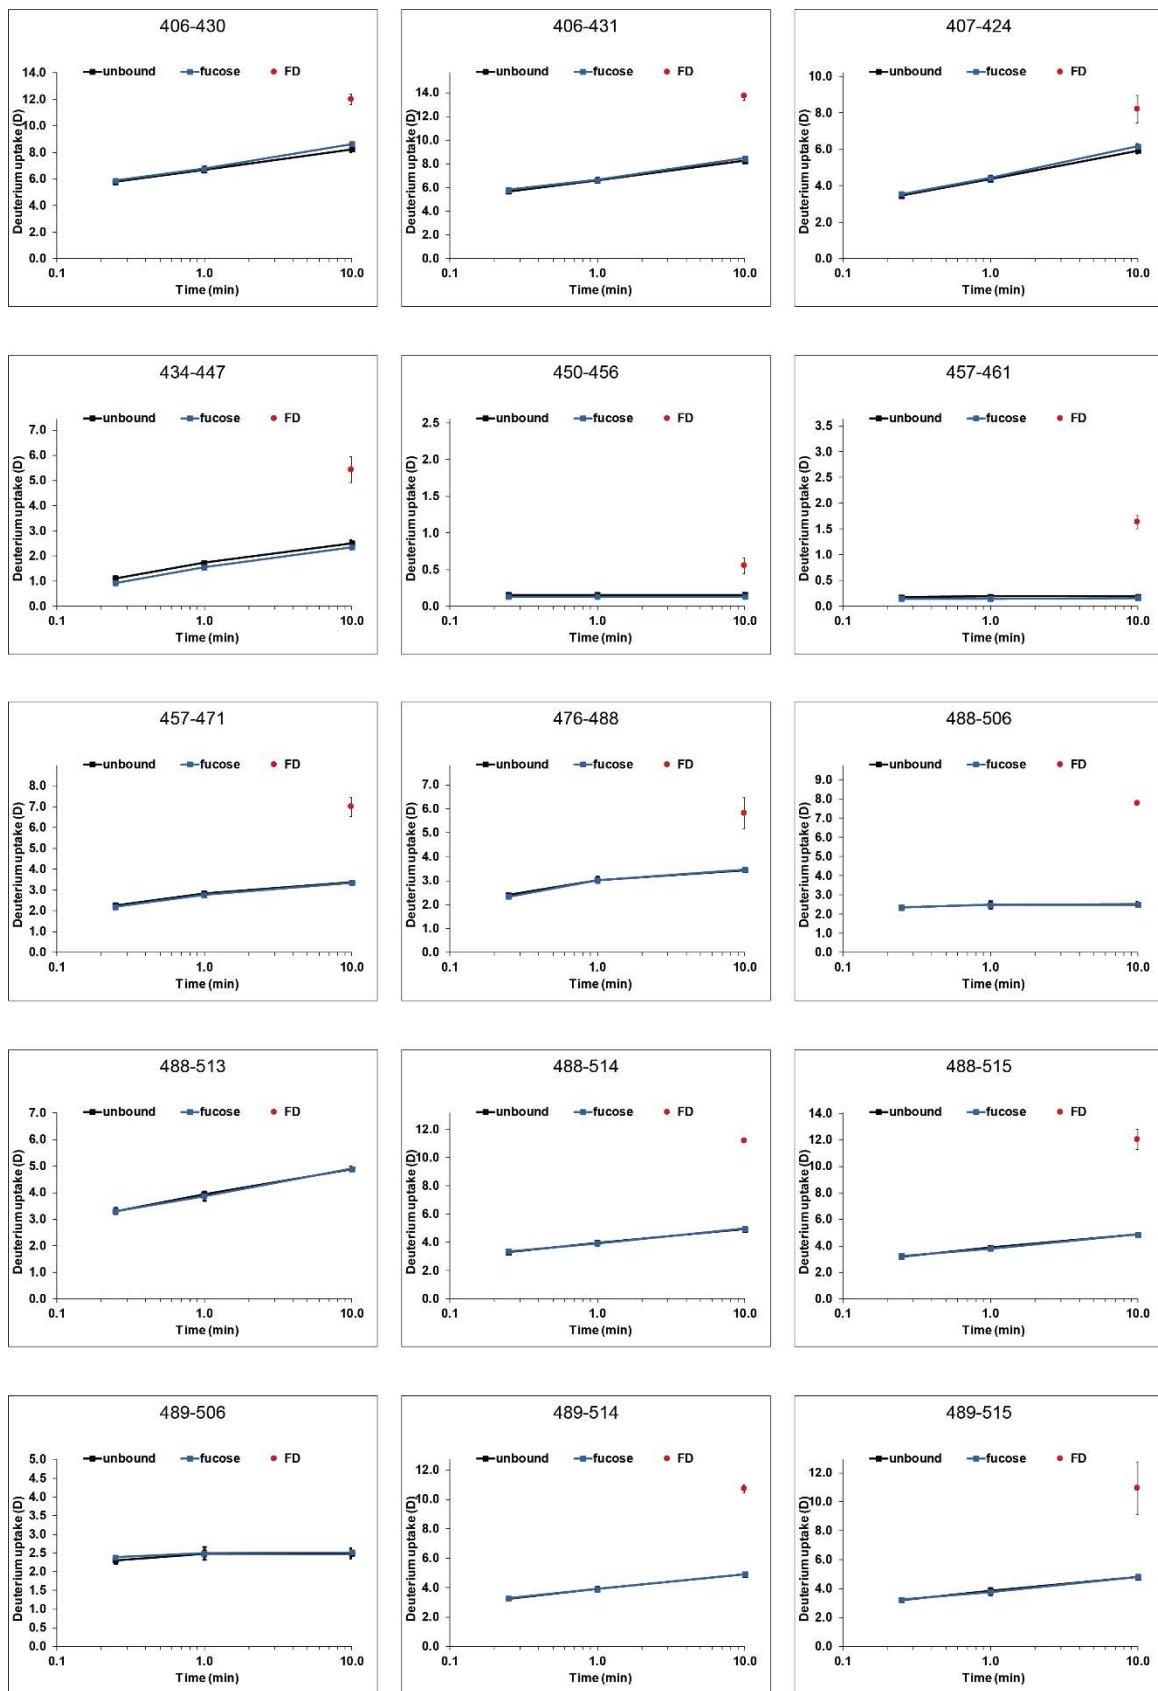 406-430
unbound fucose FD
Deuterium uptake (D)
14.0
12.0
10.0
8.0
6.0
4.0
2.0
0.0
0.1 1.0 10.0
Time (min)
406-431
unbound fucose FD
Deuterium uptake (D)
14.0
12.0
10.0
8.0
6.0
4.0
2.0
0.0
0.1 1.0 10.0
Time (min)
407-424
unbound fucose FD
Deuterium uptake (D)
10.0
8.0
6.0
4.0
2.0
0.0
0.1 1.0 10.0
Time (min)
434-447
unbound fucose FD
Deuterium uptake (D)
7.0
6.0
5.0
4.0
3.0
2.0
1.0
0.0
0.1 1.0 10.0
Time (min)
450-456
unbound fucose FD
Deuterium uptake (D)
2.5
2.0
1.5
1.0
0.5
0.0
0.1 1.0 10.0
Time (min)
457-461
unbound fucose FD
Deuterium uptake (D)
3.5
3.0
2.5
2.0
1.5
1.0
0.5
0.0
0.1 1.0 10.0
Time (min)
457-471
unbound fucose FD
Deuterium uptake (D)
8.0
7.0
6.0
5.0
4.0
3.0
2.0
1.0
0.0
0.1 1.0 10.0
Time (min)
476-488
unbound fucose FD
Deuterium uptake (D)
7.0
6.0
5.0
4.0
3.0
2.0
1.0
0.0
0.1 1.0 10.0
Time (min)
488-506
unbound fucose FD
Deuterium uptake (D)
9.0
8.0
7.0
6.0
5.0
4.0
3.0
2.0
1.0
0.0
0.1 1.0 10.0
Time (min)
488-513
unbound fucose FD
Deuterium uptake (D)
7.0
6.0
5.0
4.0
3.0
2.0
1.0
0.0
0.1 1.0 10.0
Time (min)
488-514
unbound fucose FD
Deuterium uptake (D)
12.0
10.0
8.0
6.0
4.0
2.0
0.0
0.1 1.0 10.0
Time (min)
488-515
unbound fucose FD
Deuterium uptake (D)
14.0
12.0
10.0
8.0
6.0
4.0
2.0
0.0
0.1 1.0 10.0
Time (min)
489-506
unbound fucose FD
Deuterium uptake (D)
5.0
4.5
4.0
3.5
3.0
2.5
2.0
1.5
1.0
0.5
0.0
0.1 1.0 10.0
Time (min)
489-514
unbound fucose FD
Deuterium uptake (D)
12.0
10.0
8.0
6.0
4.0
2.0
0.0
0.1 1.0 10.0
Time (min)
489-515
unbound fucose FD
Deuterium uptake (D)
12.0
10.0
8.0
6.0
4.0
2.0
0.0
0.1 1.0 10.0
Time (min)